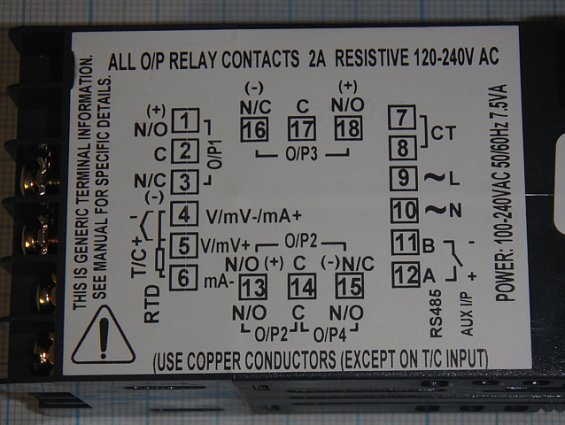 ALL O/P RELAY CONTACTS 2A RESISTIVE 120-240V AC
THIS IS GENERIC TERMINAL INFORMATION.
SEE MANUAL FOR SPECIFIC DETAILS.
(+)
N/O 1
C 2
N/C 3
(-)
O/P1
(-) (+)
N/C C N/O
16 17 18
O/P3
7
8
CT
9 ~ L
10 ~ N
11 B
12 A
- +
RS485
AUX I/P
POWER: 100-240VAC 50/60Hz 7.5VA
4 V/mV-/mA+
5 V/mV+
6 mA-
- T/C+
RTD
O/P2
N/O (+) C (-) N/C
13 14 15
N/O C N/O
O/P2 O/P4
(USE COPPER CONDUCTORS (EXCEPT ON T/C INPUT)